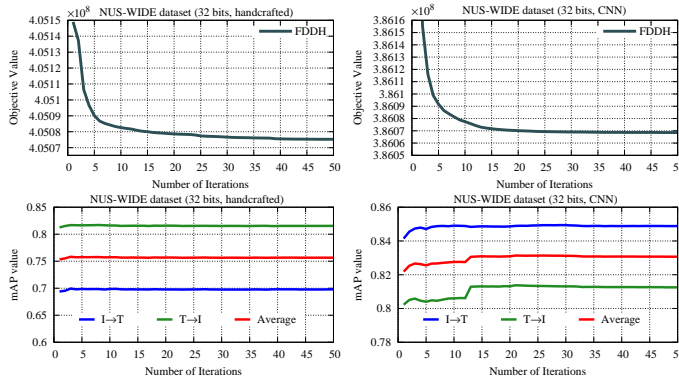 NUS-WIDE dataset (32 bits, handcrafted)
×10⁸
4.0515
4.0514
4.0513
4.0512
4.0511
4.051
4.0509
4.0508
4.0507
Objective Value
FDDH
0 5 10 15 20 25 30 35 40 45 50
Number of Iterations
NUS-WIDE dataset (32 bits, CNN)
×10⁸
3.8616
3.8615
3.8614
3.8613
3.8612
3.8611
3.861
3.8609
3.8608
3.8607
3.8606
3.8605
Objective Value
FDDH
0 5 10 15 20 25 30 35 40 45 50
Number of Iterations
NUS-WIDE dataset (32 bits, handcrafted)
0.85
0.8
0.75
0.7
0.65
0.6
mAP value
I→T T→I Average
0 5 10 15 20 25 30 35 40 45 50
Number of Iterations
NUS-WIDE dataset (32 bits, CNN)
0.86
0.84
0.82
0.8
0.78
mAP value
I→T T→I Average
0 5 10 15 20 25 30 35 40 45 50
Number of Iterations